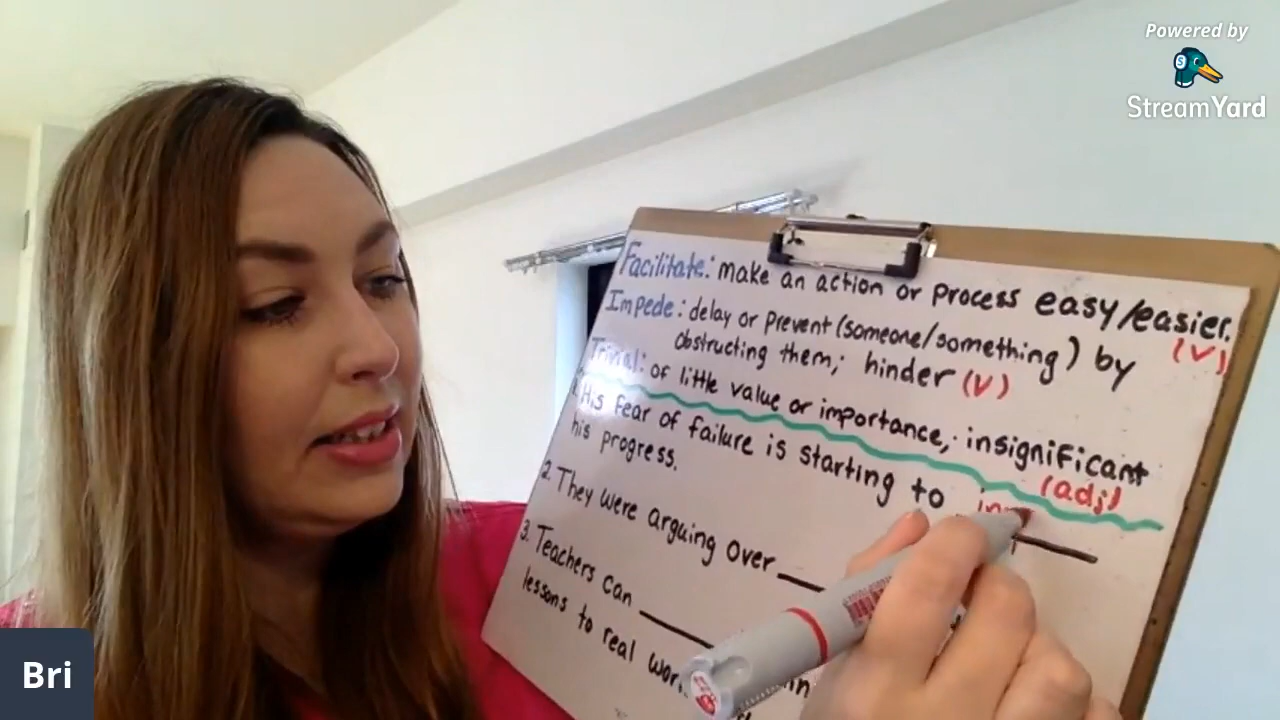 Powered by
StreamYard
Facilitate: make an action or process easy/easier.
(v)
Impede: delay or prevent (someone/something) by
obstructing them; hinder (v)
Trivial: of little value or importance; insignificant
(adj)
1. His fear of failure is starting to
his progress.
2. They were arguing over
3. Teachers can
lessons to real
Bri